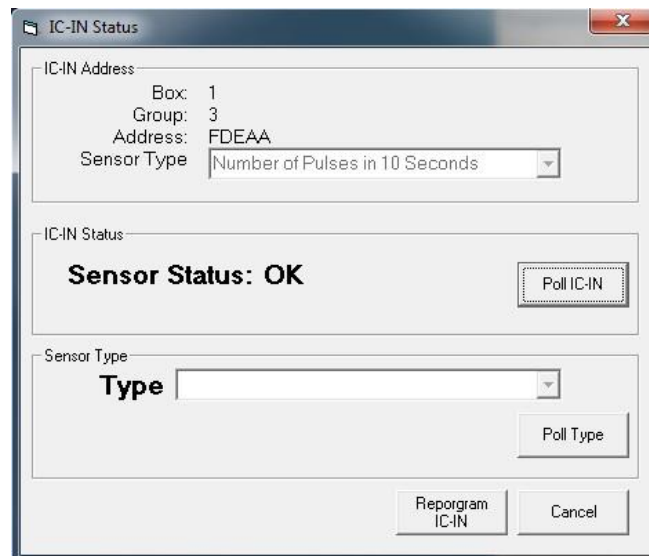 IC-IN Status
IC-IN Address
Box: 1
Group: 3
Address: FDEAA
Sensor Type Number of Pulses in 10 Seconds
IC-IN Status
Sensor Status: OK
Poll IC-IN
Sensor Type
Type
Poll Type
Reporgram
IC-IN
Cancel